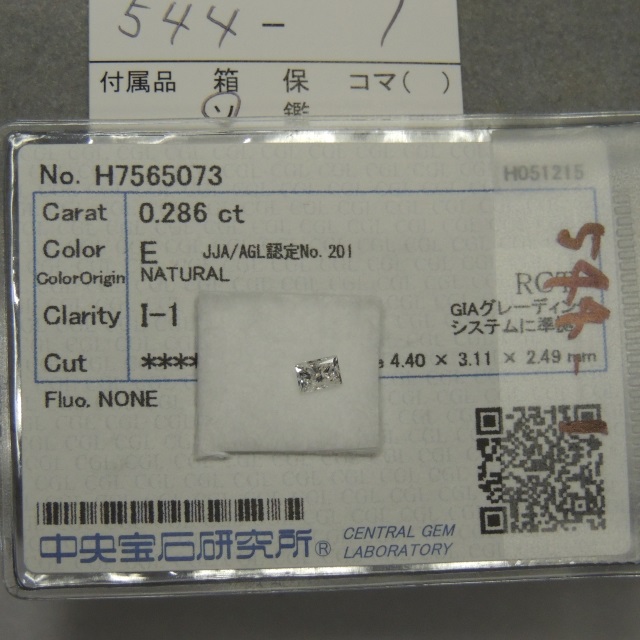 544-1
付属品 箱 保 コマ( )
ソ 鑑
No. H7565073 H051215
Carat 0.286 ct
Color E JJA/AGL認定No. 201
ColorOrigin NATURAL
Clarity I-1 GIAグレーディン
システムに準
Cut **** 4.40 × 3.11 × 2.49 mm
Fluo. NONE
544-1
中央宝石研究所® CENTRAL GEM
LABORATORY